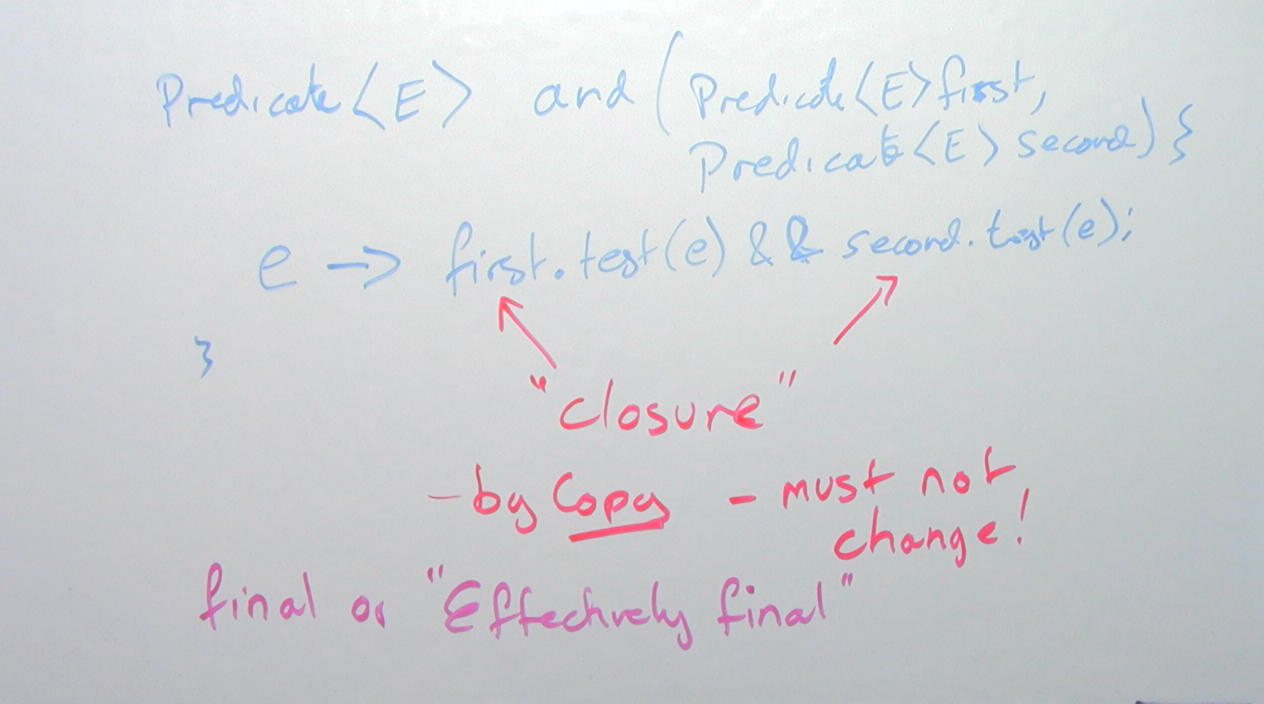 Predicate<E> and (Predicate<E> first,
Predicate<E> second) {
e -> first.test(e) && second.test(e);
}
"closure"
- by Copy - must not
change!
final or "Effectively final"